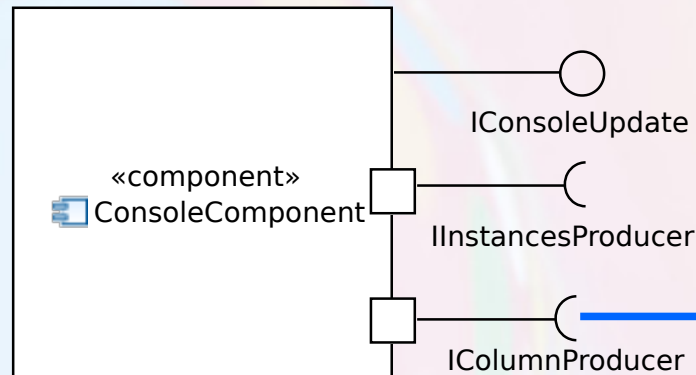 IConsoleUpdate
«component»
ConsoleComponent
IInstancesProducer
IColumnProducer